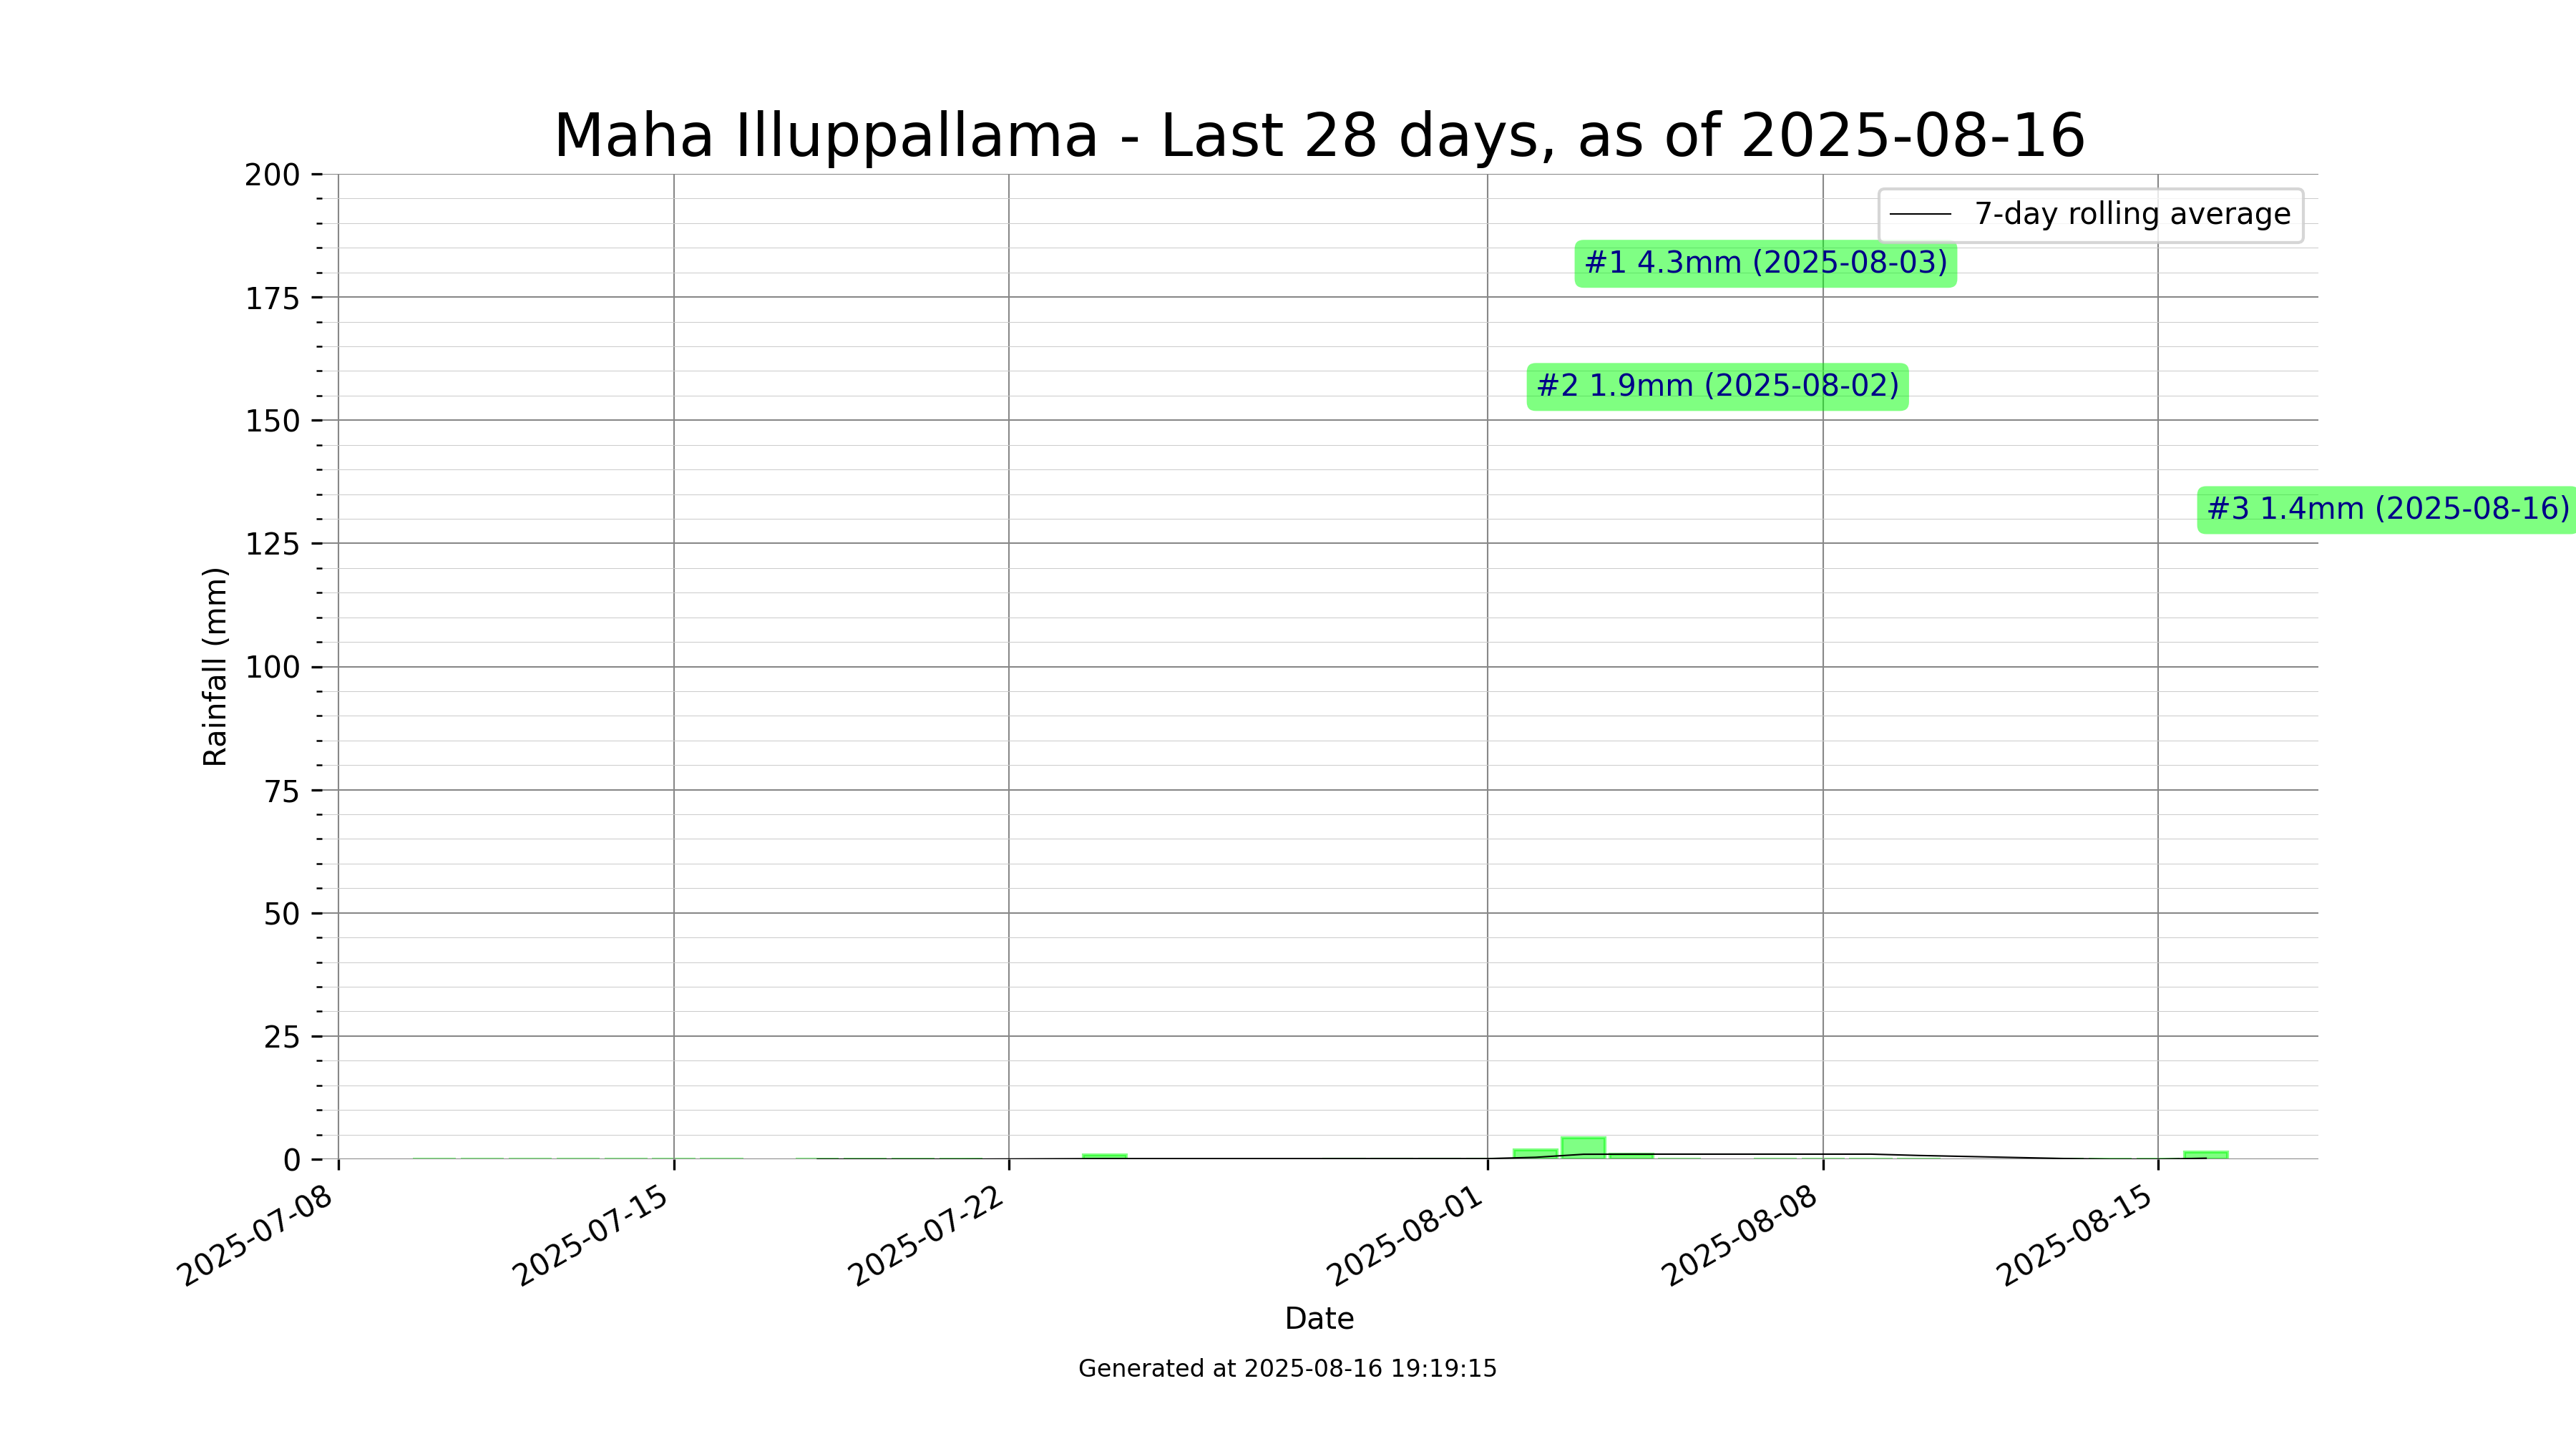 Maha Illuppallama - Last 28 days, as of 2025-08-16
7-day rolling average
#1 4.3mm (2025-08-03)
#2 1.9mm (2025-08-02)
#3 1.4mm (2025-08-16)
Rainfall (mm)
200
175
150
125
100
75
50
25
0
2025-07-08
2025-07-15
2025-07-22
2025-08-01
2025-08-08
2025-08-15
Date
Generated at 2025-08-16 19:19:15